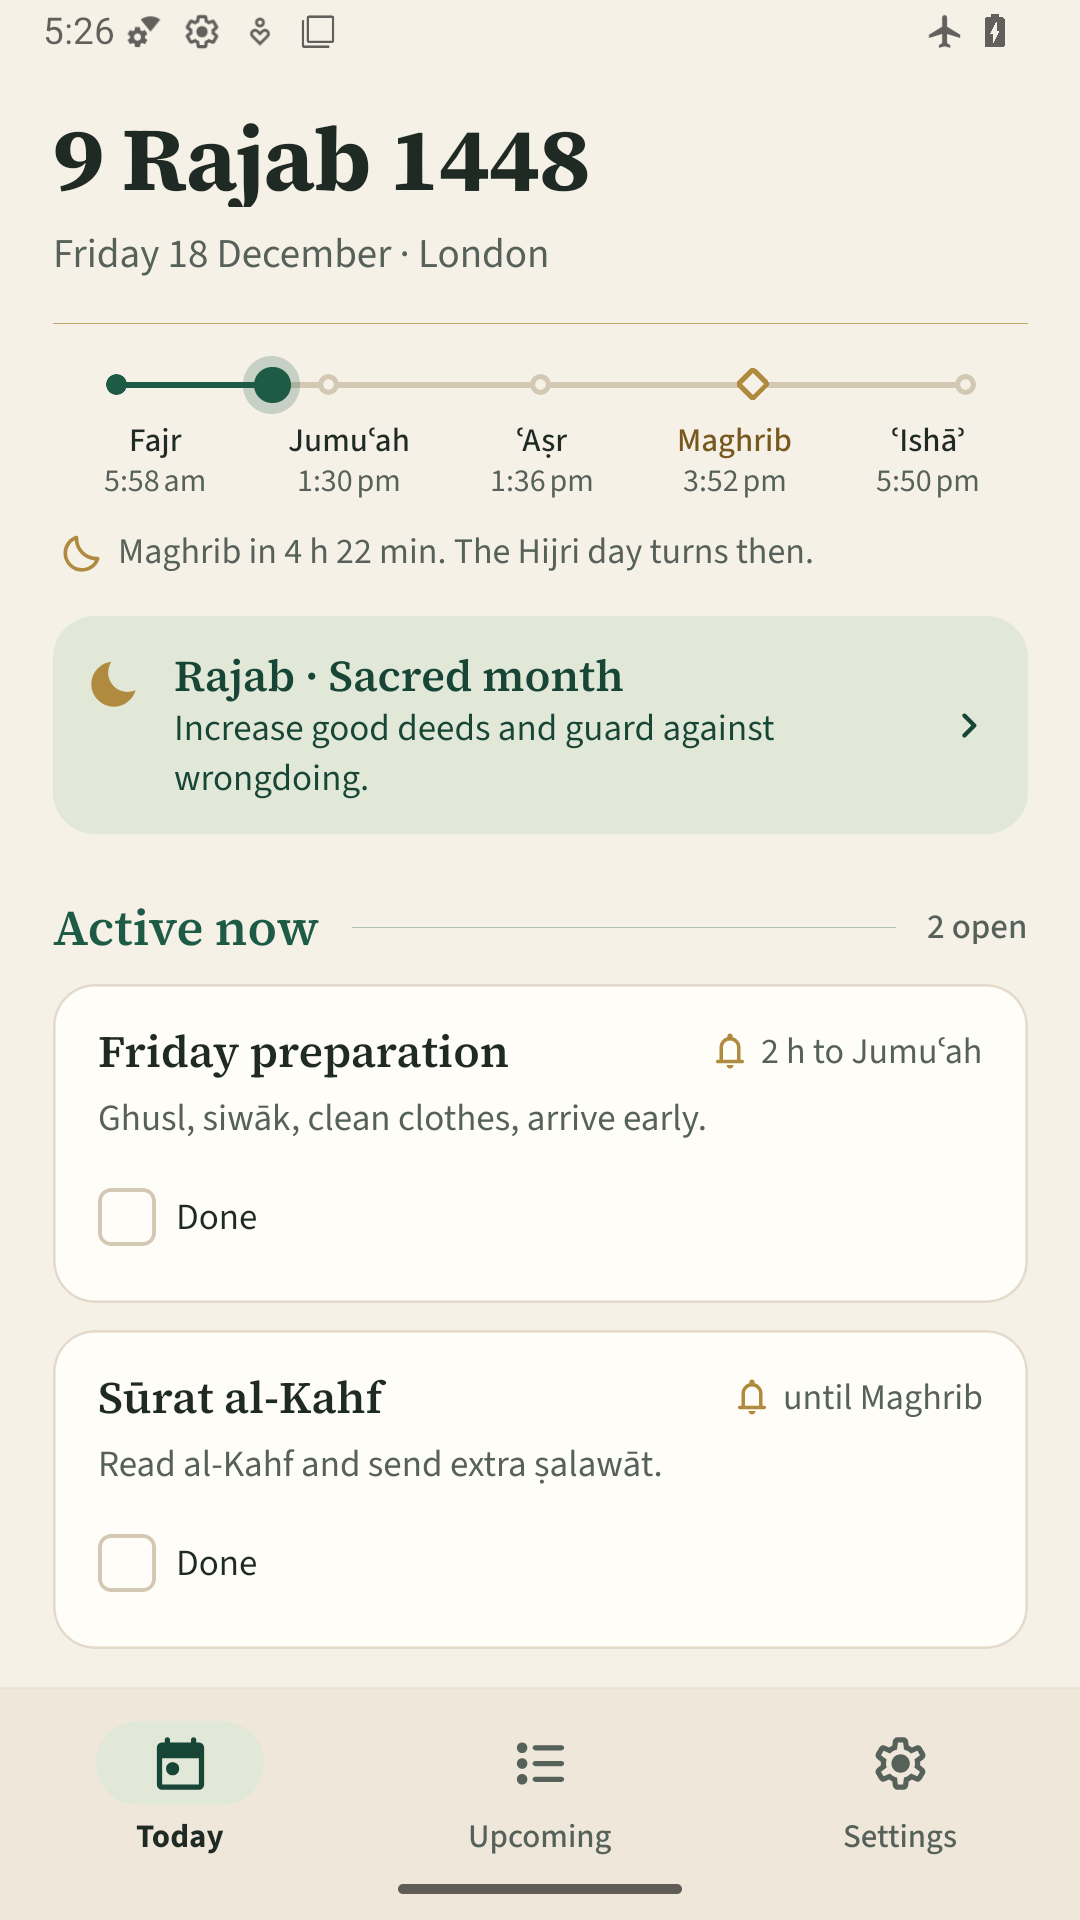 5:26
9 Rajab 1448
Friday 18 December · London
Fajr Jumuʿah ʿAṣr Maghrib ʿIshāʾ
5:58 am 1:30 pm 1:36 pm 3:52 pm 5:50 pm
Maghrib in 4 h 22 min. The Hijri day turns then.
Rajab · Sacred month
Increase good deeds and guard against
wrongdoing.
Active now 2 open
Friday preparation 2 h to Jumuʿah
Ghusl, siwāk, clean clothes, arrive early.
Done
Sūrat al-Kahf until Maghrib
Read al-Kahf and send extra ṣalawāt.
Done
Today Upcoming Settings